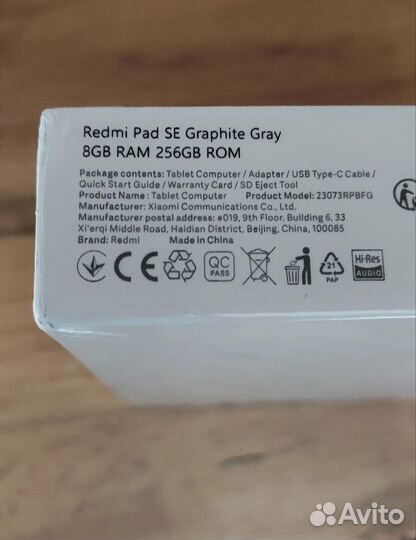 Redmi Pad SE Graphite Gray
8GB RAM 256GB ROM
Package contents: Tablet Computer / Adapter / USB Type-C Cable /
Quick Start Guide / Warranty Card / SD Eject Tool
Product Name : Tablet Computer Product Model: 23073RPBFG
Manufacturer: Xiaomi Communications Co., Ltd.
Manufacturer postal address: #019, 9th Floor, Building 6, 33
Xi'erqi Middle Road, Haidian District, Beijing, China, 100085
Brand: Redmi Made in China
CE QC PASS 21 PAP Hi-Res AUDIO
Avito